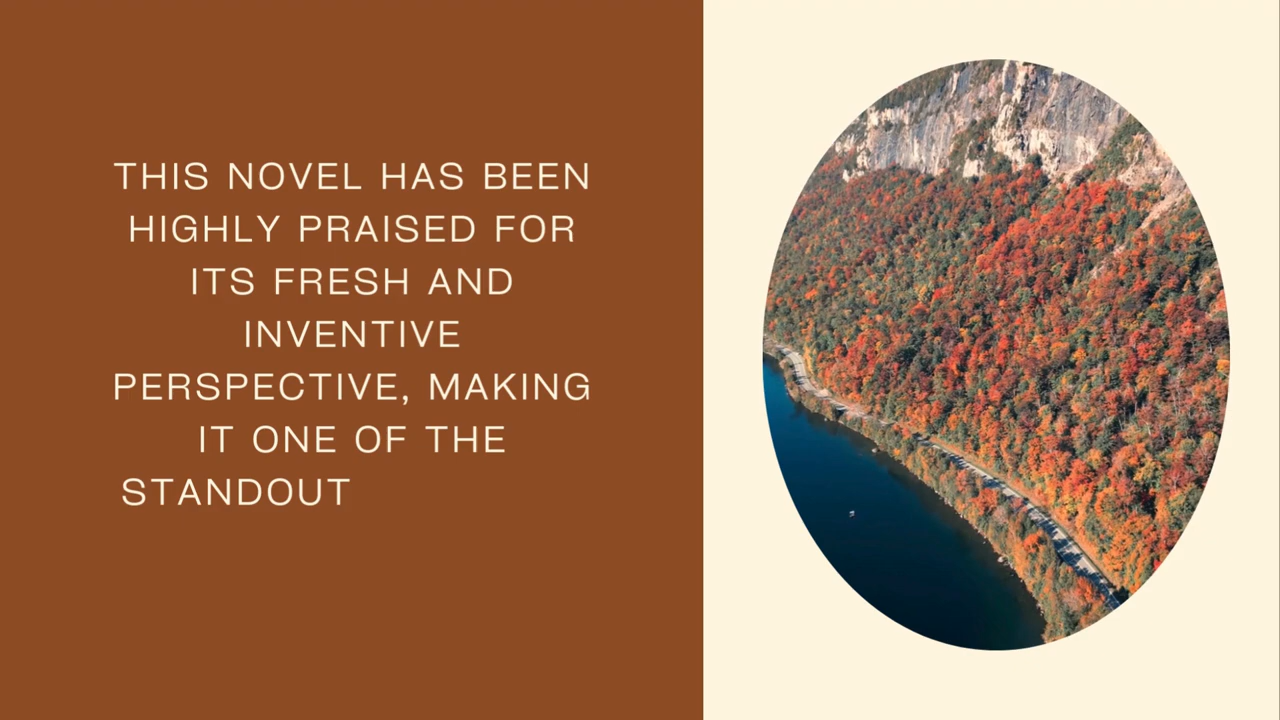 THIS NOVEL HAS BEEN
HIGHLY PRAISED FOR
ITS FRESH AND
INVENTIVE
PERSPECTIVE, MAKING
IT ONE OF THE
STANDOUT